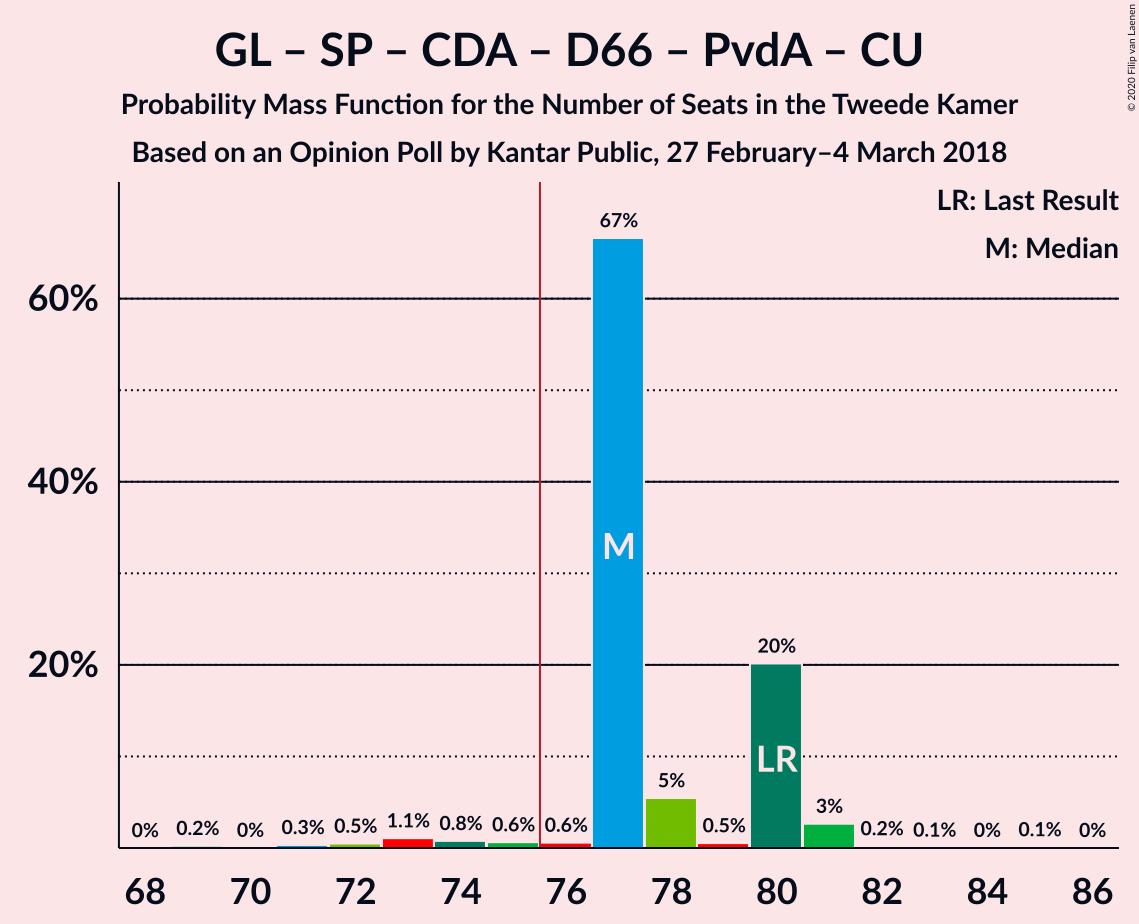 GL – SP – CDA – D66 – PvdA – CU
Probability Mass Function for the Number of Seats in the Tweede Kamer
Based on an Opinion Poll by Kantar Public, 27 February–4 March 2018
© 2020 Filip van Laenen
LR: Last Result
M: Median
67%
60%
40%
M
20%
20%
LR
5%
3%
0% 0.2% 0% 0.3% 0.5% 1.1% 0.8% 0.6% 0.6% 0.5% 0.2% 0.1% 0% 0.1% 0%
68 70 72 74 76 78 80 82 84 86